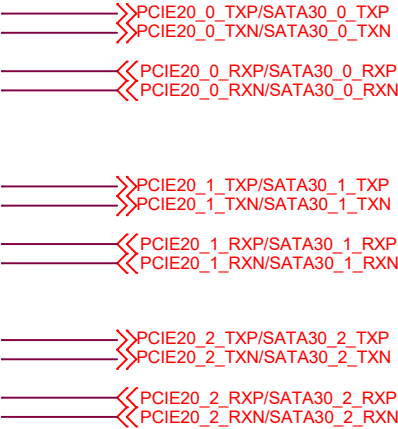 PCIE20_0_TXP/SATA30_0_TXP
PCIE20_0_TXN/SATA30_0_TXN
PCIE20_0_RXP/SATA30_0_RXP
PCIE20_0_RXN/SATA30_0_RXN
PCIE20_1_TXP/SATA30_1_TXP
PCIE20_1_TXN/SATA30_1_TXN
PCIE20_1_RXP/SATA30_1_RXP
PCIE20_1_RXN/SATA30_1_RXN
PCIE20_2_TXP/SATA30_2_TXP
PCIE20_2_TXN/SATA30_2_TXN
PCIE20_2_RXP/SATA30_2_RXP
PCIE20_2_RXN/SATA30_2_RXN